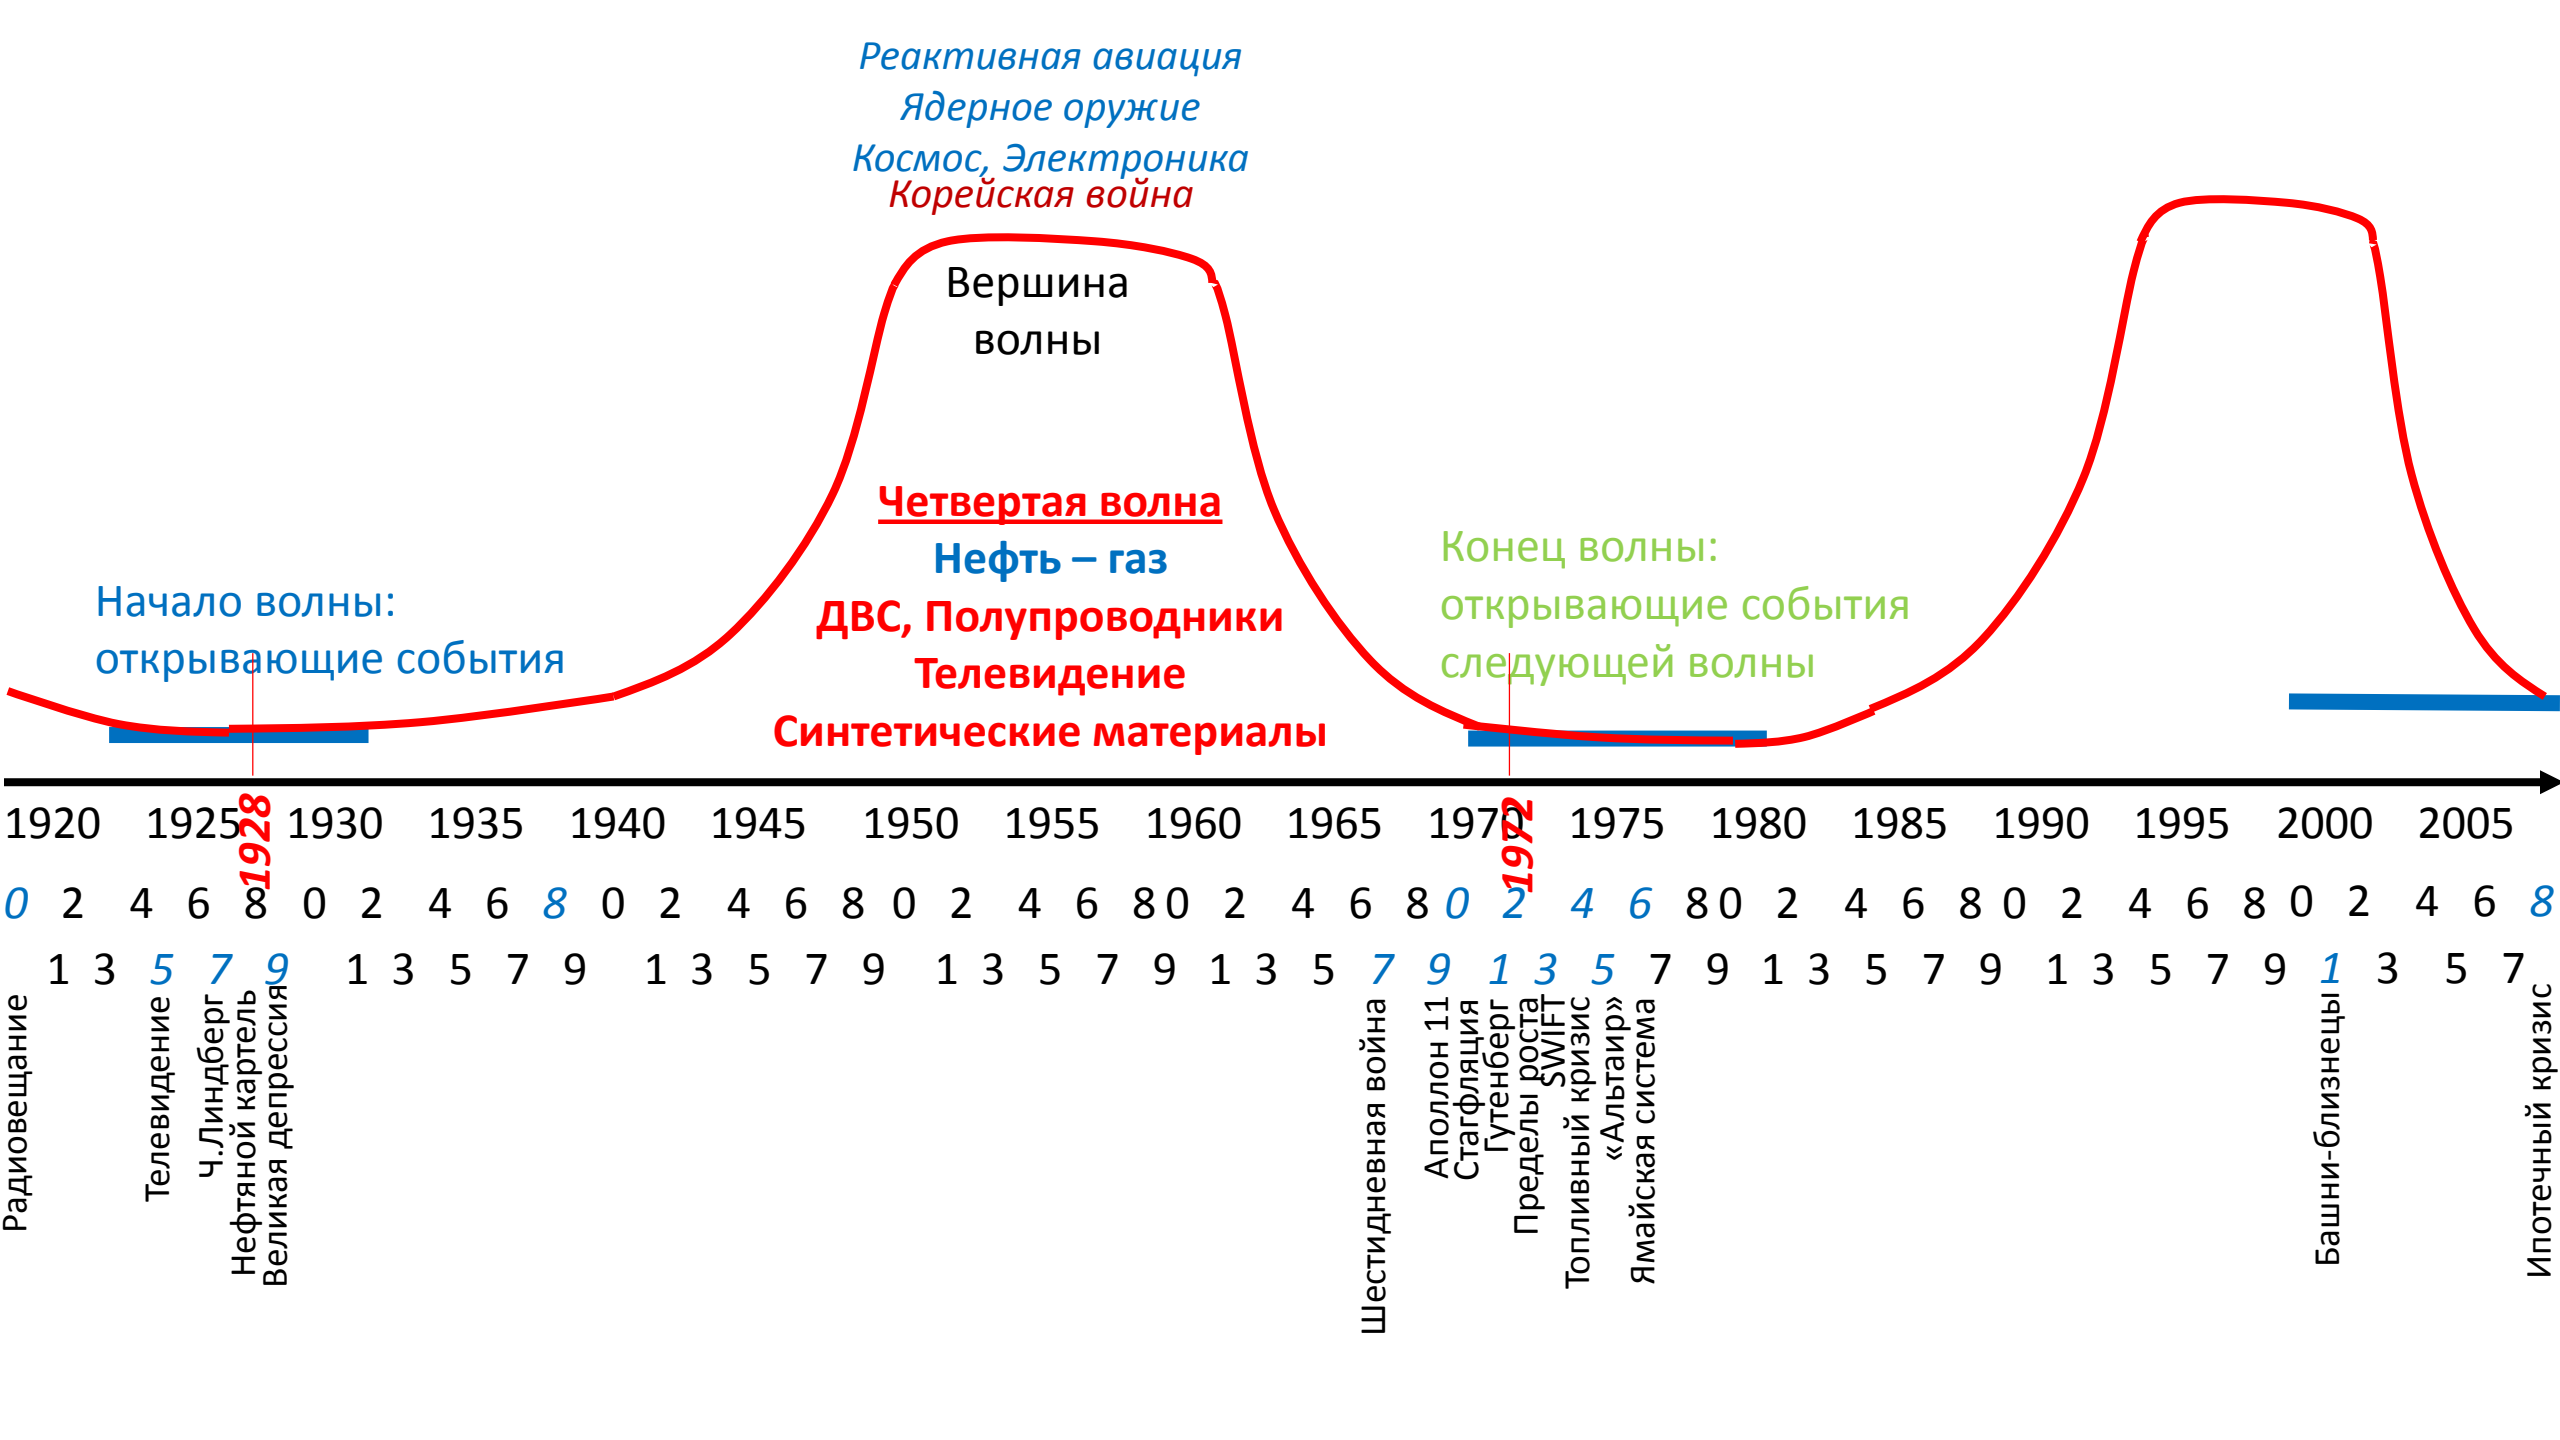 Реактивная авиация
Ядерное оружие
Космос, Электроника
Корейская война
Вершина
волны
Четвертая волна
Нефть – газ
ДВС, Полупроводники
Телевидение
Синтетические материалы
Начало волны:
открывающие события
Конец волны:
открывающие события
следующей волны
1920 1925 1930 1935 1940 1945 1950 1955 1960 1965 1970 1975 1980 1985 1990 1995 2000 2005
1928
1972
0 2 4 6 8 0 2 4 6 8 0 2 4 6 8 0 2 4 6 8 0 2 4 6 8 0 2 4 6 8 0 2 4 6 8 0 2 4 6 8 0 2 4 6 8
1 3 5 7 9 1 3 5 7 9 1 3 5 7 9 1 3 5 7 9 1 3 5 7 9 1 3 5 7 9 1 3 5 7 9 1 3 5 7 9 1 3 5 7
Радиовещание
Телевидение
Ч.Линдберг
Нефтяной картель
Великая депрессия
Шестидневная война
Аполлон 11
Стагфляция
Гутенберг
Пределы роста
SWIFT
Топливный кризис
«Альтаир»
Ямайская система
Башни-близнецы
Ипотечный кризис